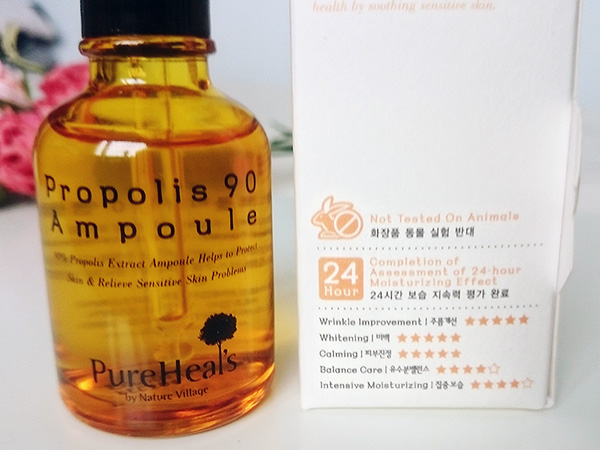 Propolis 90
Ampoule
90% Propolis Extract Ampoule Helps to Protect
Skin & Relieve Sensitive Skin Problems
PureHeal's
by Nature Village
health by soothing sensitive skin.
Not Tested On Animals
화장품 동물 실험 반대
24
Hour
Completion of
Assessment of 24-hour
Moisturizing Effect
24시간 보습 지속력 평가 완료
Wrinkle Improvement | 주름개선 ★★★★★
Whitening | 미백 ★★★★★
Calming | 피부진정 ★★★★★
Balance Care | 유수분밸런스 ★★★★☆
Intensive Moisturizing | 집중보습 ★★★★☆